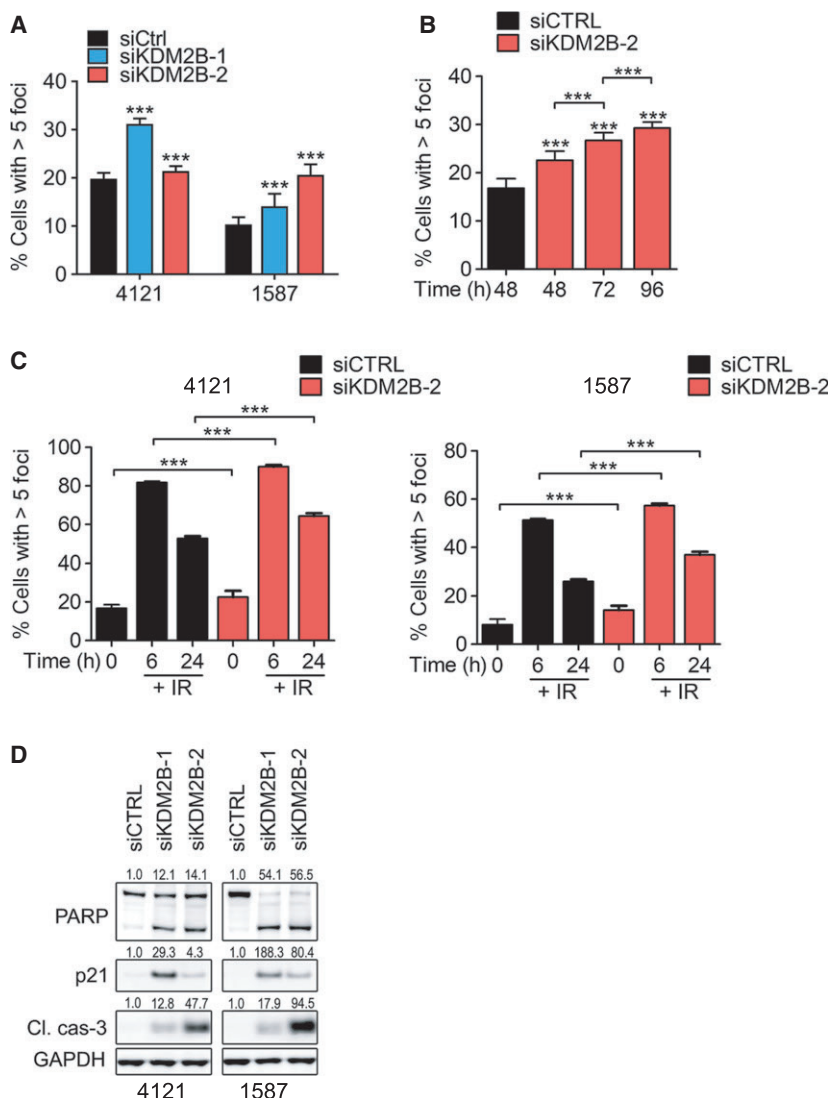 A
siCtrl
siKDM2B-1
siKDM2B-2
% Cells with > 5 foci
40
30
20
10
0
***
***
***
***
4121
1587
B
siCTRL
siKDM2B-2
% Cells with > 5 foci
40
30
20
10
0
***
***
***
***
***
Time (h) 48 48 72 96
C
4121
siCTRL
siKDM2B-2
% Cells with > 5 foci
100
80
60
40
20
0
***
***
***
Time (h) 0 6 24 0 6 24
+ IR
+ IR
1587
siCTRL
siKDM2B-2
% Cells with > 5 foci
80
60
40
20
0
***
***
***
Time (h) 0 6 24 0 6 24
+ IR
+ IR
D
siCTRL
siKDM2B-1
siKDM2B-2
siCTRL
siKDM2B-1
siKDM2B-2
1.0 12.1 14.1 1.0 54.1 56.5
PARP
1.0 29.3 4.3 1.0 188.3 80.4
p21
1.0 12.8 47.7 1.0 17.9 94.5
Cl. cas-3
GAPDH
4121 1587